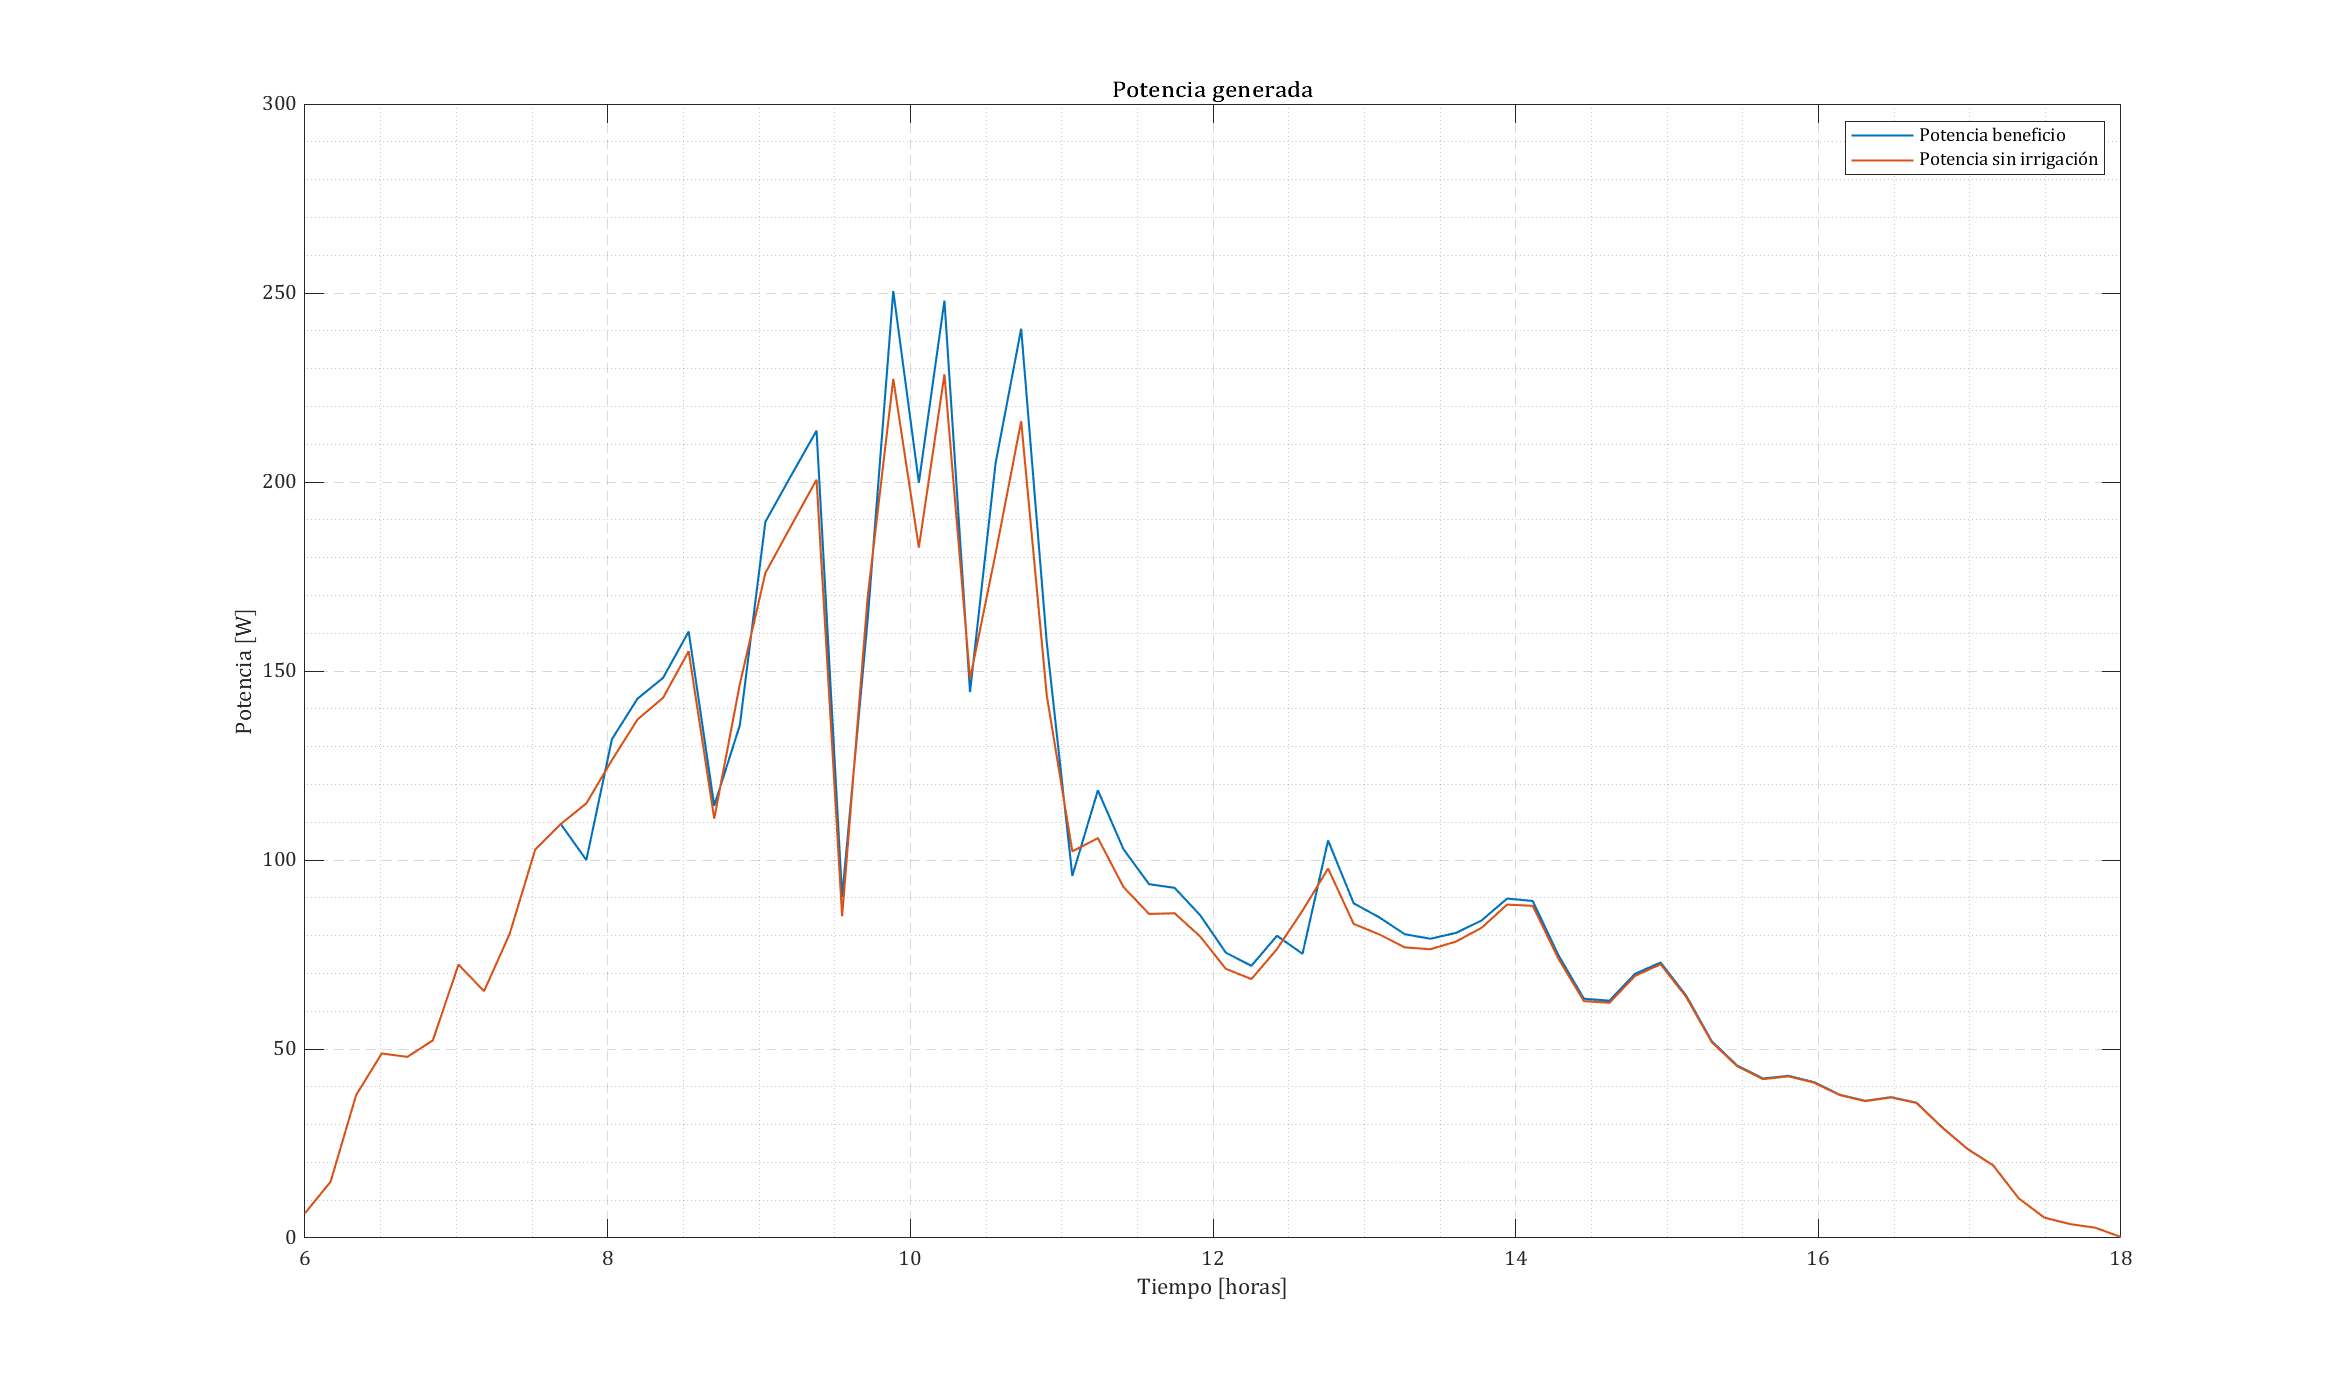 Potencia generada
300
250
200
150
100
50
0
Potencia [W]
Potencia beneficio
Potencia sin irrigación
6 8 10 12 14 16 18
Tiempo [horas]